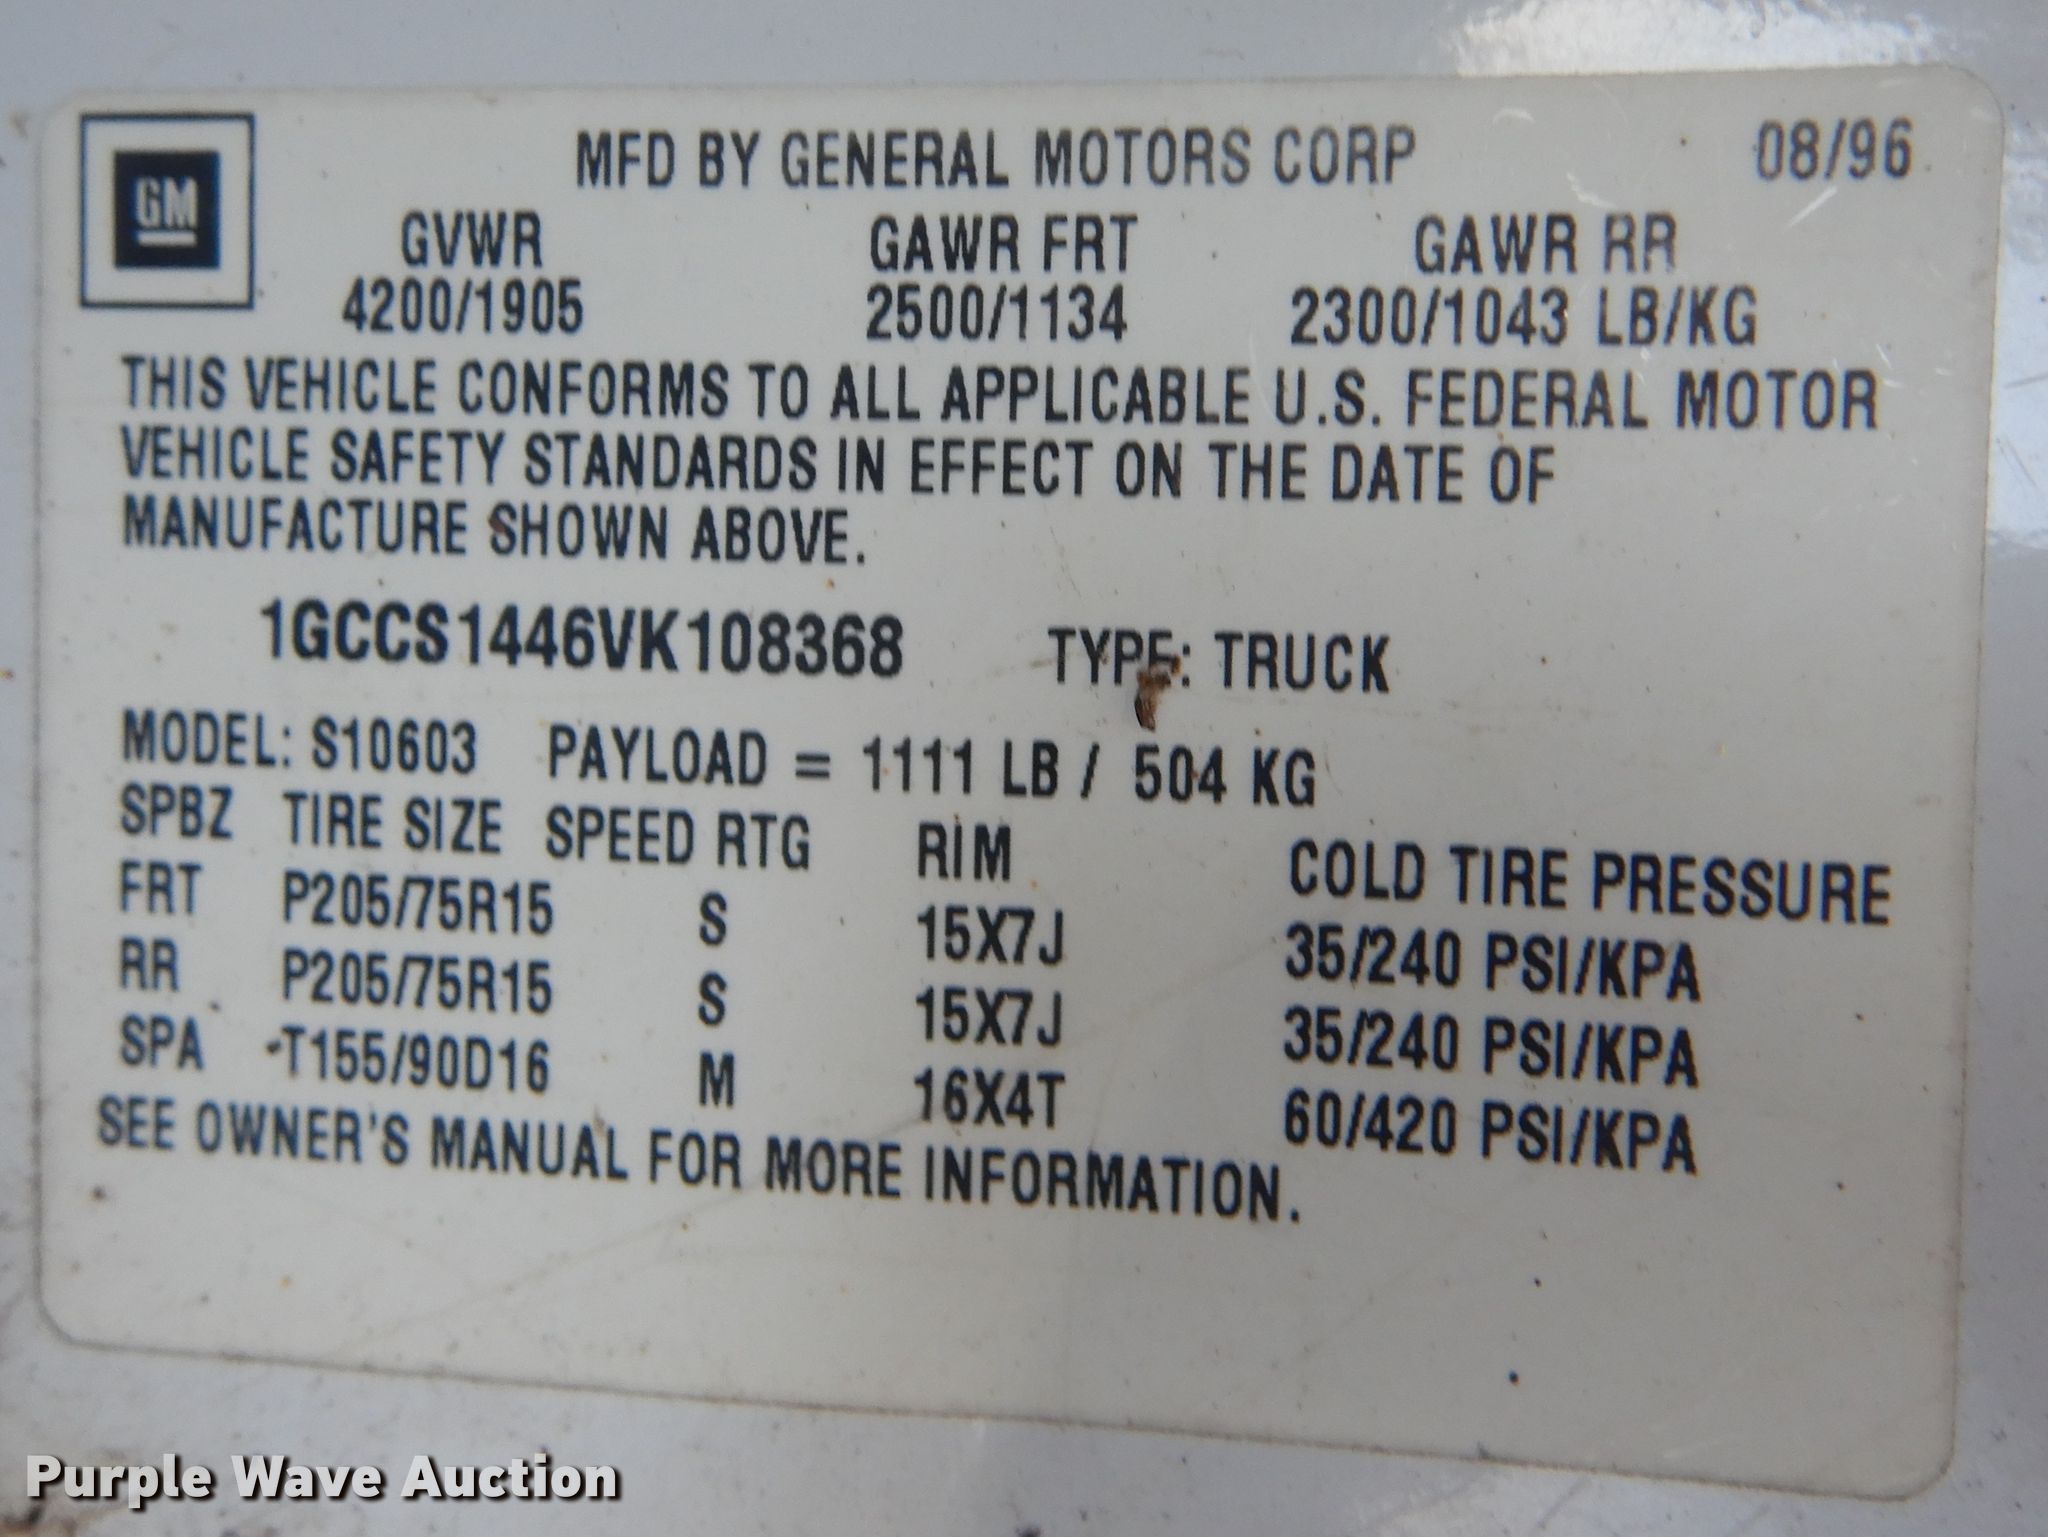 GM
MFD BY GENERAL MOTORS CORP 08/96
GVWR GAWR FRT GAWR RR
4200/1905 2500/1134 2300/1043 LB/KG
THIS VEHICLE CONFORMS TO ALL APPLICABLE U.S. FEDERAL MOTOR
VEHICLE SAFETY STANDARDS IN EFFECT ON THE DATE OF
MANUFACTURE SHOWN ABOVE.
1GCCS1446VK108368 TYPE: TRUCK
MODEL: S10603 PAYLOAD = 1111 LB / 504 KG
SPBZ TIRE SIZE SPEED RTG RIM COLD TIRE PRESSURE
FRT P205/75R15 S 15X7J 35/240 PSI/KPA
RR P205/75R15 S 15X7J 35/240 PSI/KPA
SPA -T155/90D16 M 16X4T 60/420 PSI/KPA
SEE OWNER'S MANUAL FOR MORE INFORMATION.
Purple Wave Auction